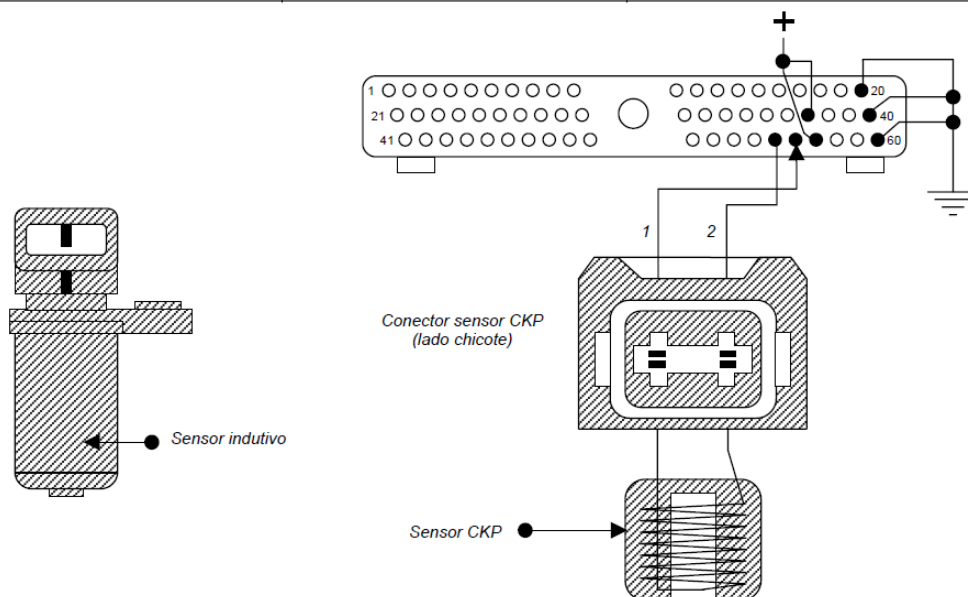 +
1 20
21 40
41 60
1 2
Conector sensor CKP
(lado chicote)
Sensor indutivo
Sensor CKP